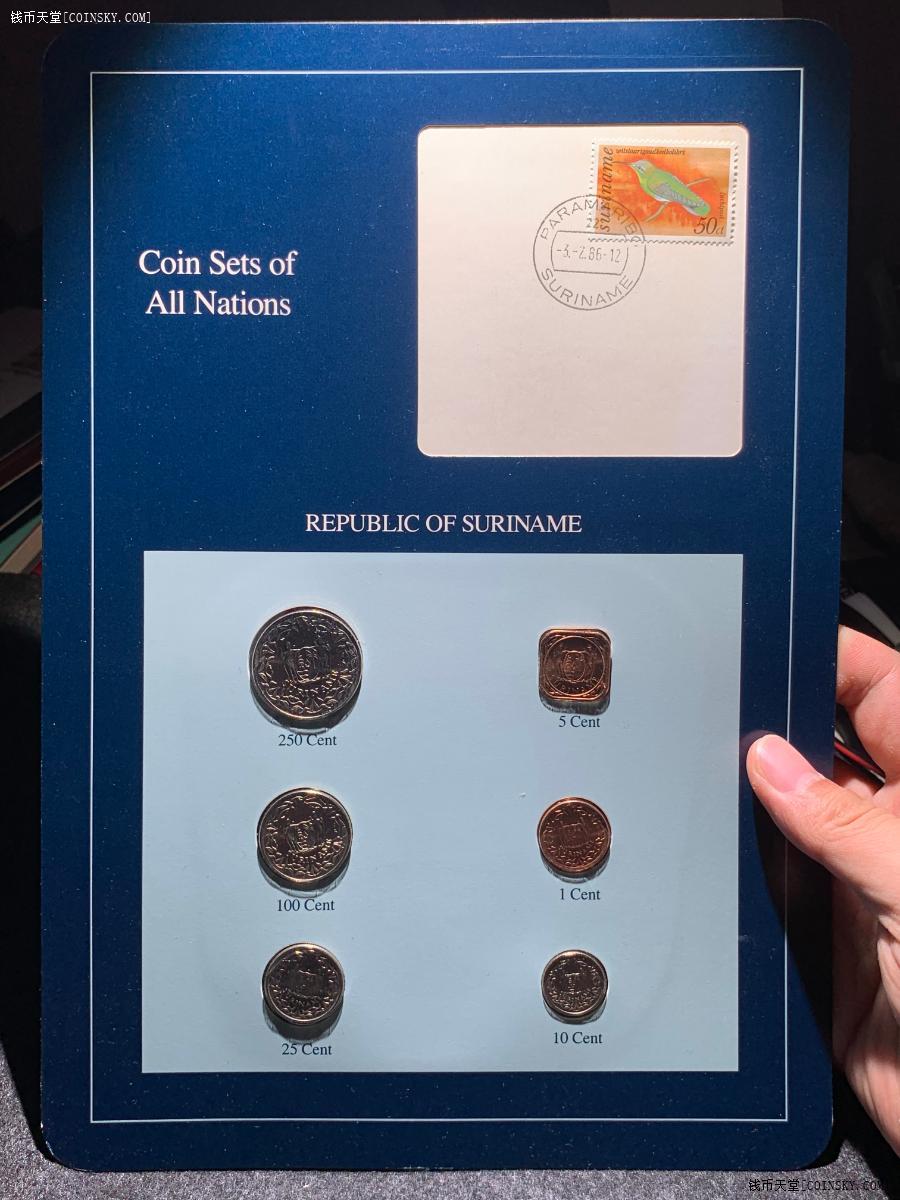 钱币天堂[COINSKY.COM]
Coin Sets of
All Nations
suriname
50ct
PARAMARIBO
-3.-2.86-12
SURINAME
REPUBLIC OF SURINAME
250 Cent
5 Cent
100 Cent
1 Cent
25 Cent
10 Cent
钱币天堂[COINSKY.COM]